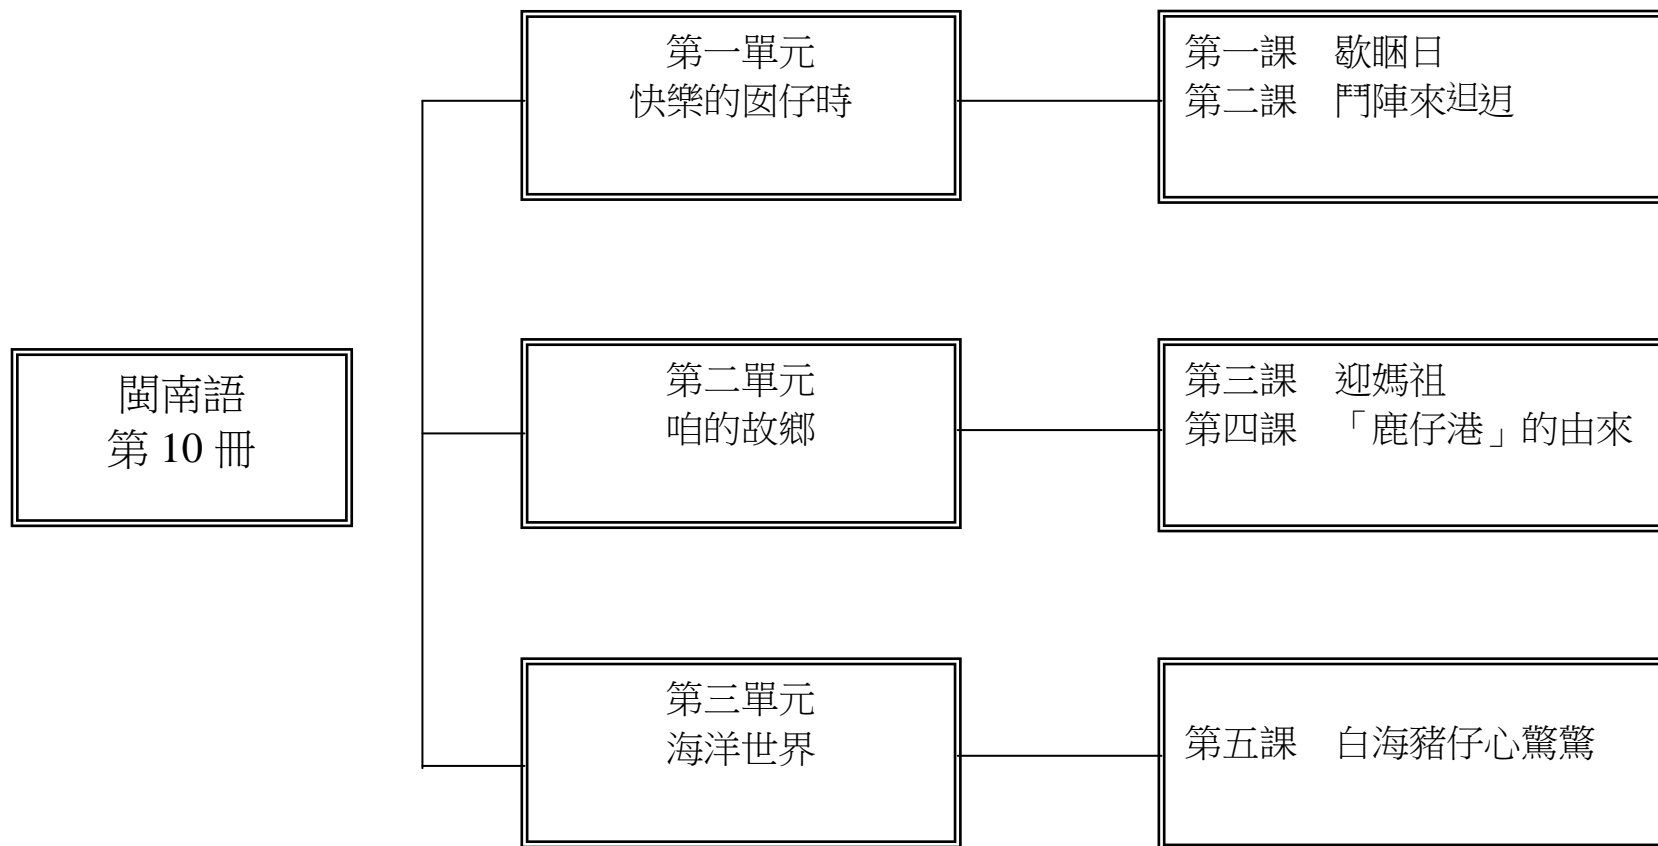 閩南語
第 10 冊
第一單元
快樂的囡仔時
第一課　歇睏日
第二課　鬥陣來𨑨迌
第二單元
咱的故鄉
第三課　迎媽祖
第四課　「鹿仔港」的由來
第三單元
海洋世界
第五課　白海豬仔心驚驚